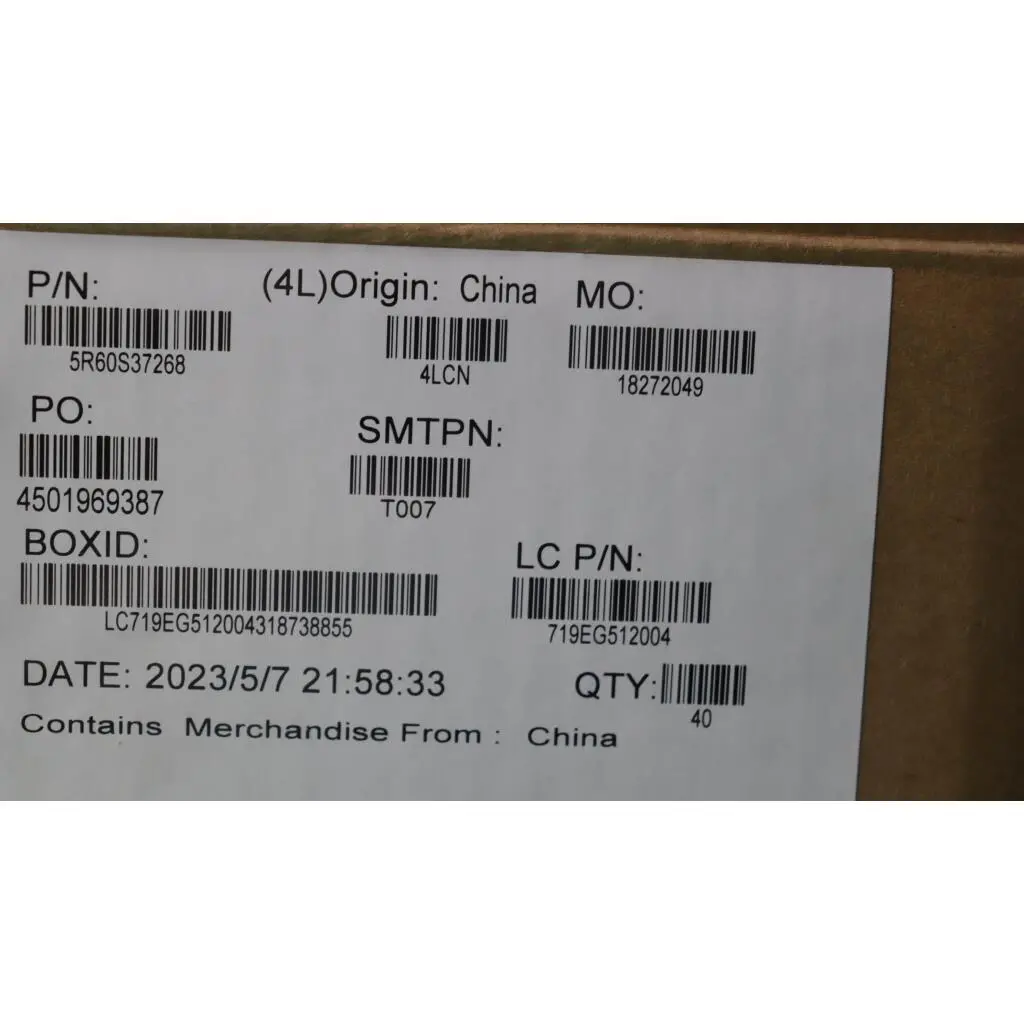 P/N: (4L)Origin: China MO:
5R60S37268 4LCN 18272049
PO: SMTPN:
4501969387 T007
BOXID: LC P/N:
LC719EG512004318738855 719EG512004
DATE: 2023/5/7 21:58:33 QTY:
40
Contains Merchandise From : China